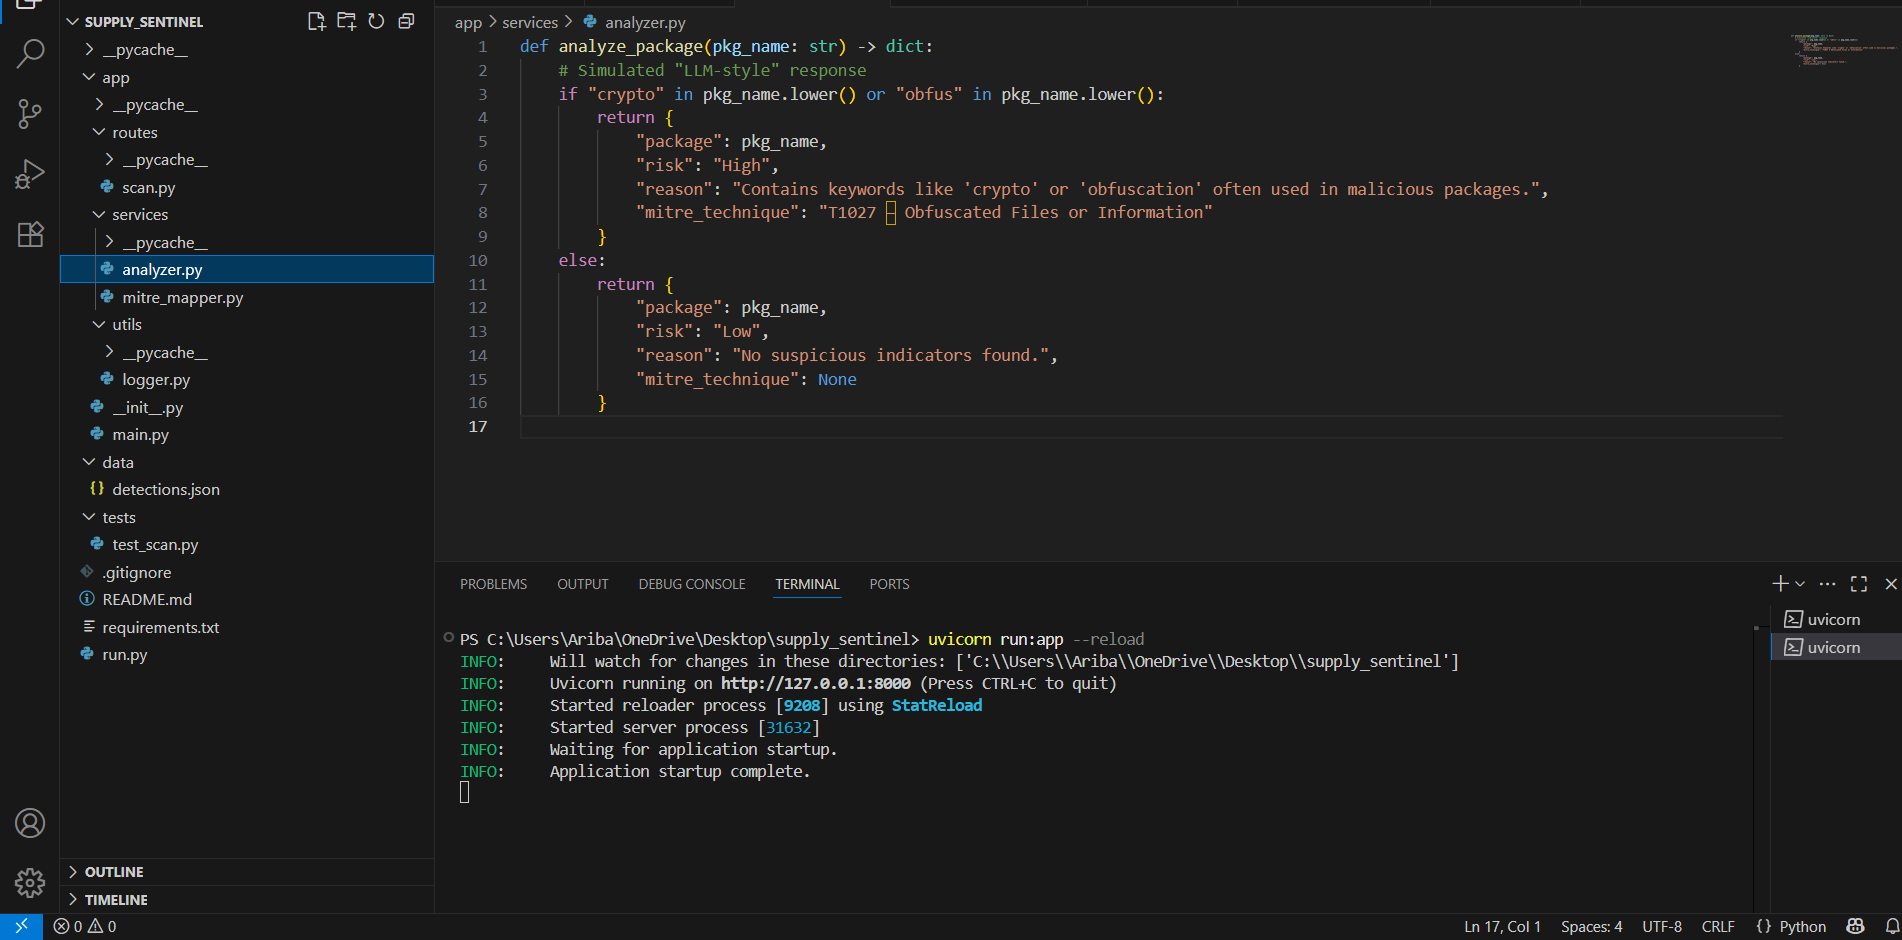 SUPPLY_SENTINEL
__pycache__
app
__pycache__
routes
__pycache__
scan.py
services
__pycache__
analyzer.py
mitre_mapper.py
utils
__pycache__
logger.py
__init__.py
main.py
data
detections.json
tests
test_scan.py
.gitignore
README.md
requirements.txt
run.py
OUTLINE
TIMELINE
app > services > analyzer.py
1 def analyze_package(pkg_name: str) -> dict:
2 # Simulated "LLM-style" response
3 if "crypto" in pkg_name.lower() or "obfus" in pkg_name.lower():
4 return {
5 "package": pkg_name,
6 "risk": "High",
7 "reason": "Contains keywords like 'crypto' or 'obfuscation' often used in malicious packages.",
8 "mitre_technique": "T1027 – Obfuscated Files or Information"
9 }
10 else:
11 return {
12 "package": pkg_name,
13 "risk": "Low",
14 "reason": "No suspicious indicators found.",
15 "mitre_technique": None
16 }
17
PROBLEMS OUTPUT DEBUG CONSOLE TERMINAL PORTS
PS C:\Users\Ariba\OneDrive\Desktop\supply_sentinel> uvicorn run:app --reload
INFO: Will watch for changes in these directories: ['C:\\Users\\Ariba\\OneDrive\\Desktop\\supply_sentinel']
INFO: Uvicorn running on http://127.0.0.1:8000 (Press CTRL+C to quit)
INFO: Started reloader process [9208] using StatReload
INFO: Started server process [31632]
INFO: Waiting for application startup.
INFO: Application startup complete.
uvicorn
uvicorn
0 0 Ln 17, Col 1 Spaces: 4 UTF-8 CRLF {} Python